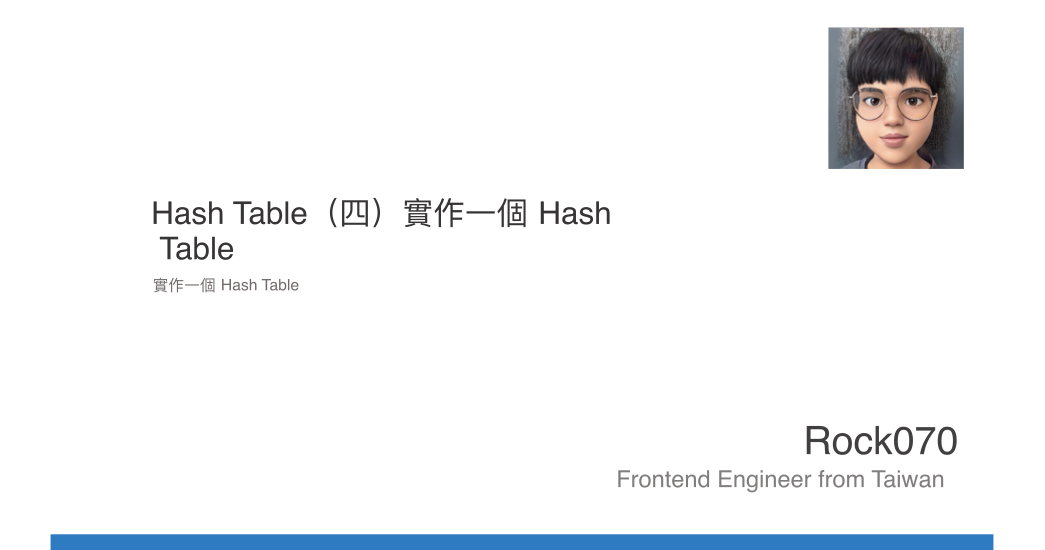 Hash Table（四）實作一個 Hash
Table
實作一個 Hash Table
Rock070
Frontend Engineer from Taiwan